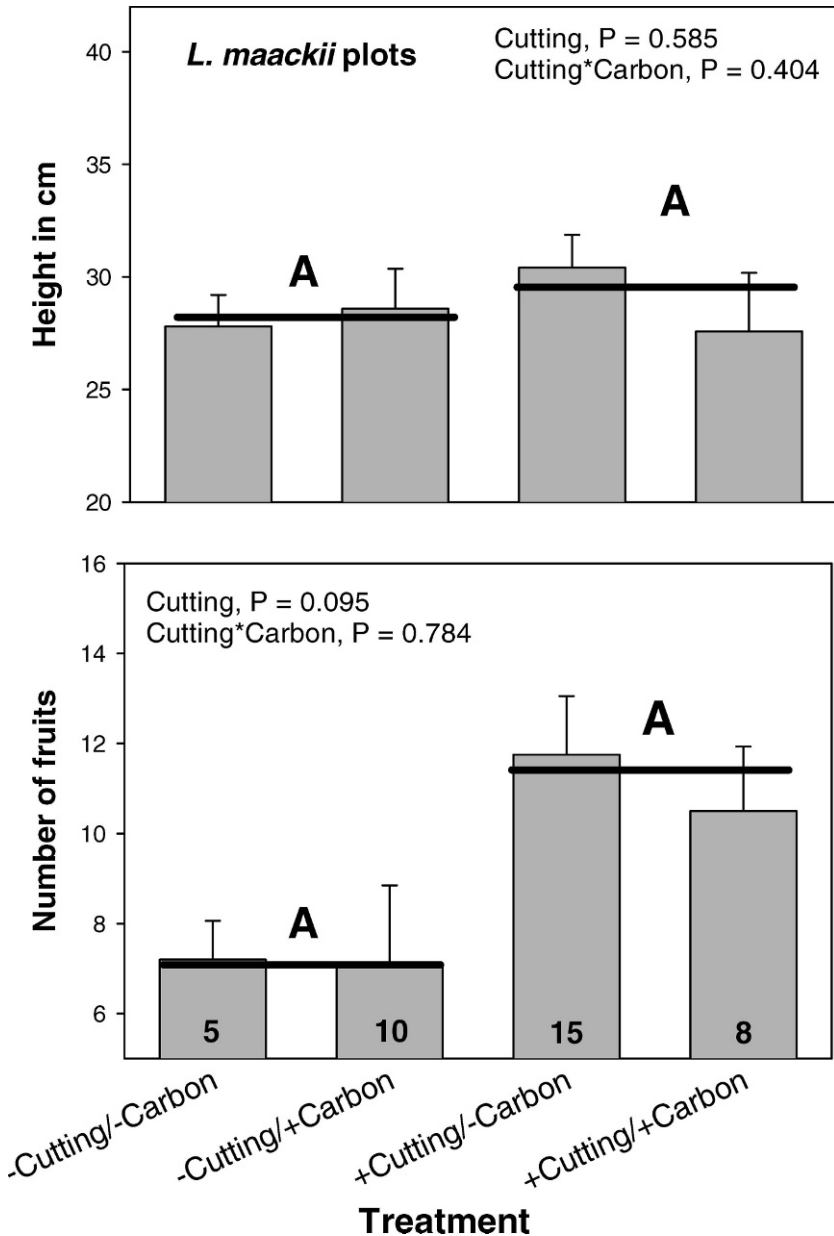 L. maackii plots
Cutting, P = 0.585
Cutting*Carbon, P = 0.404
Height in cm
40
35
30
25
20
A
A
Cutting, P = 0.095
Cutting*Carbon, P = 0.784
Number of fruits
16
14
12
10
8
6
A
A
5
10
15
8
-Cutting/-Carbon
-Cutting/+Carbon
+Cutting/-Carbon
+Cutting/+Carbon
Treatment